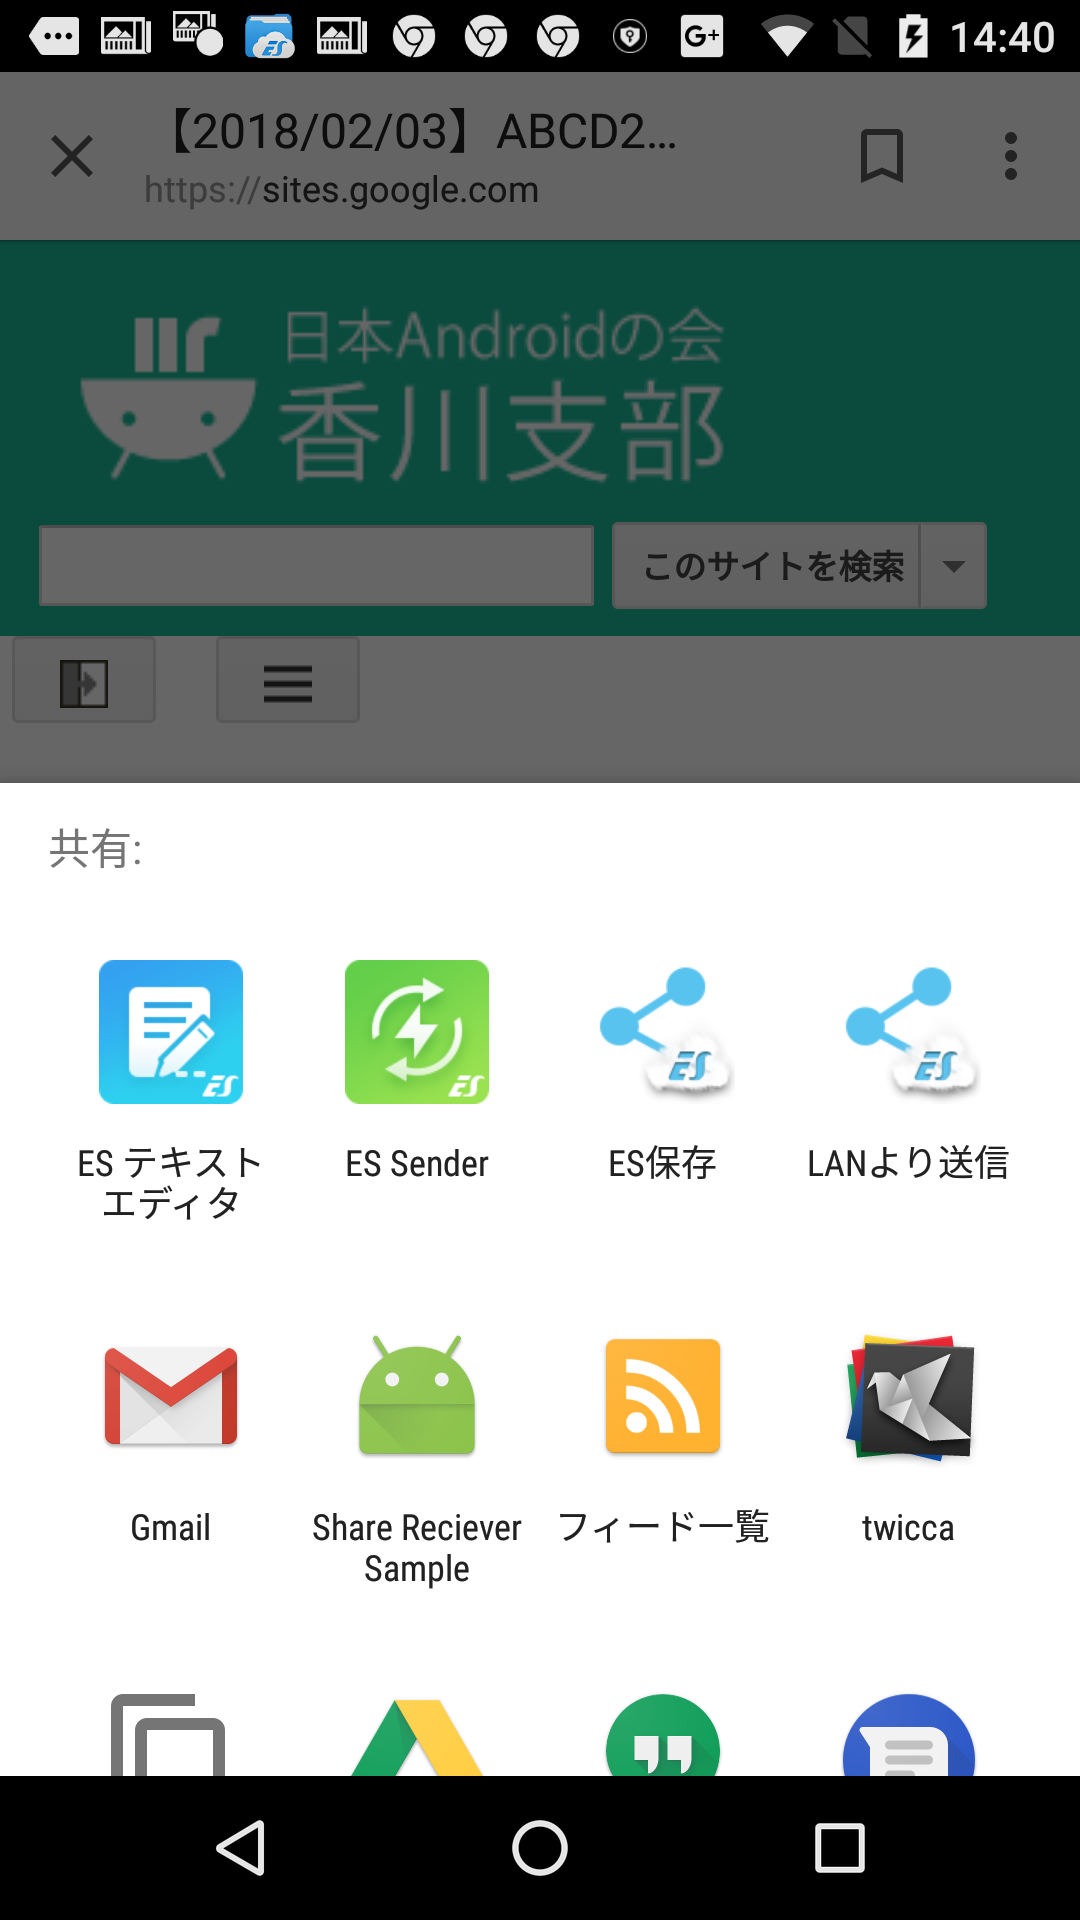 14:40
【2018/02/03】ABCD2…
https://sites.google.com
日本Androidの会
香川支部
このサイトを検索
共有:
ES テキスト
エディタ
ES Sender
ES保存
LANより送信
Gmail
Share Reciever
Sample
フィード一覧
twicca